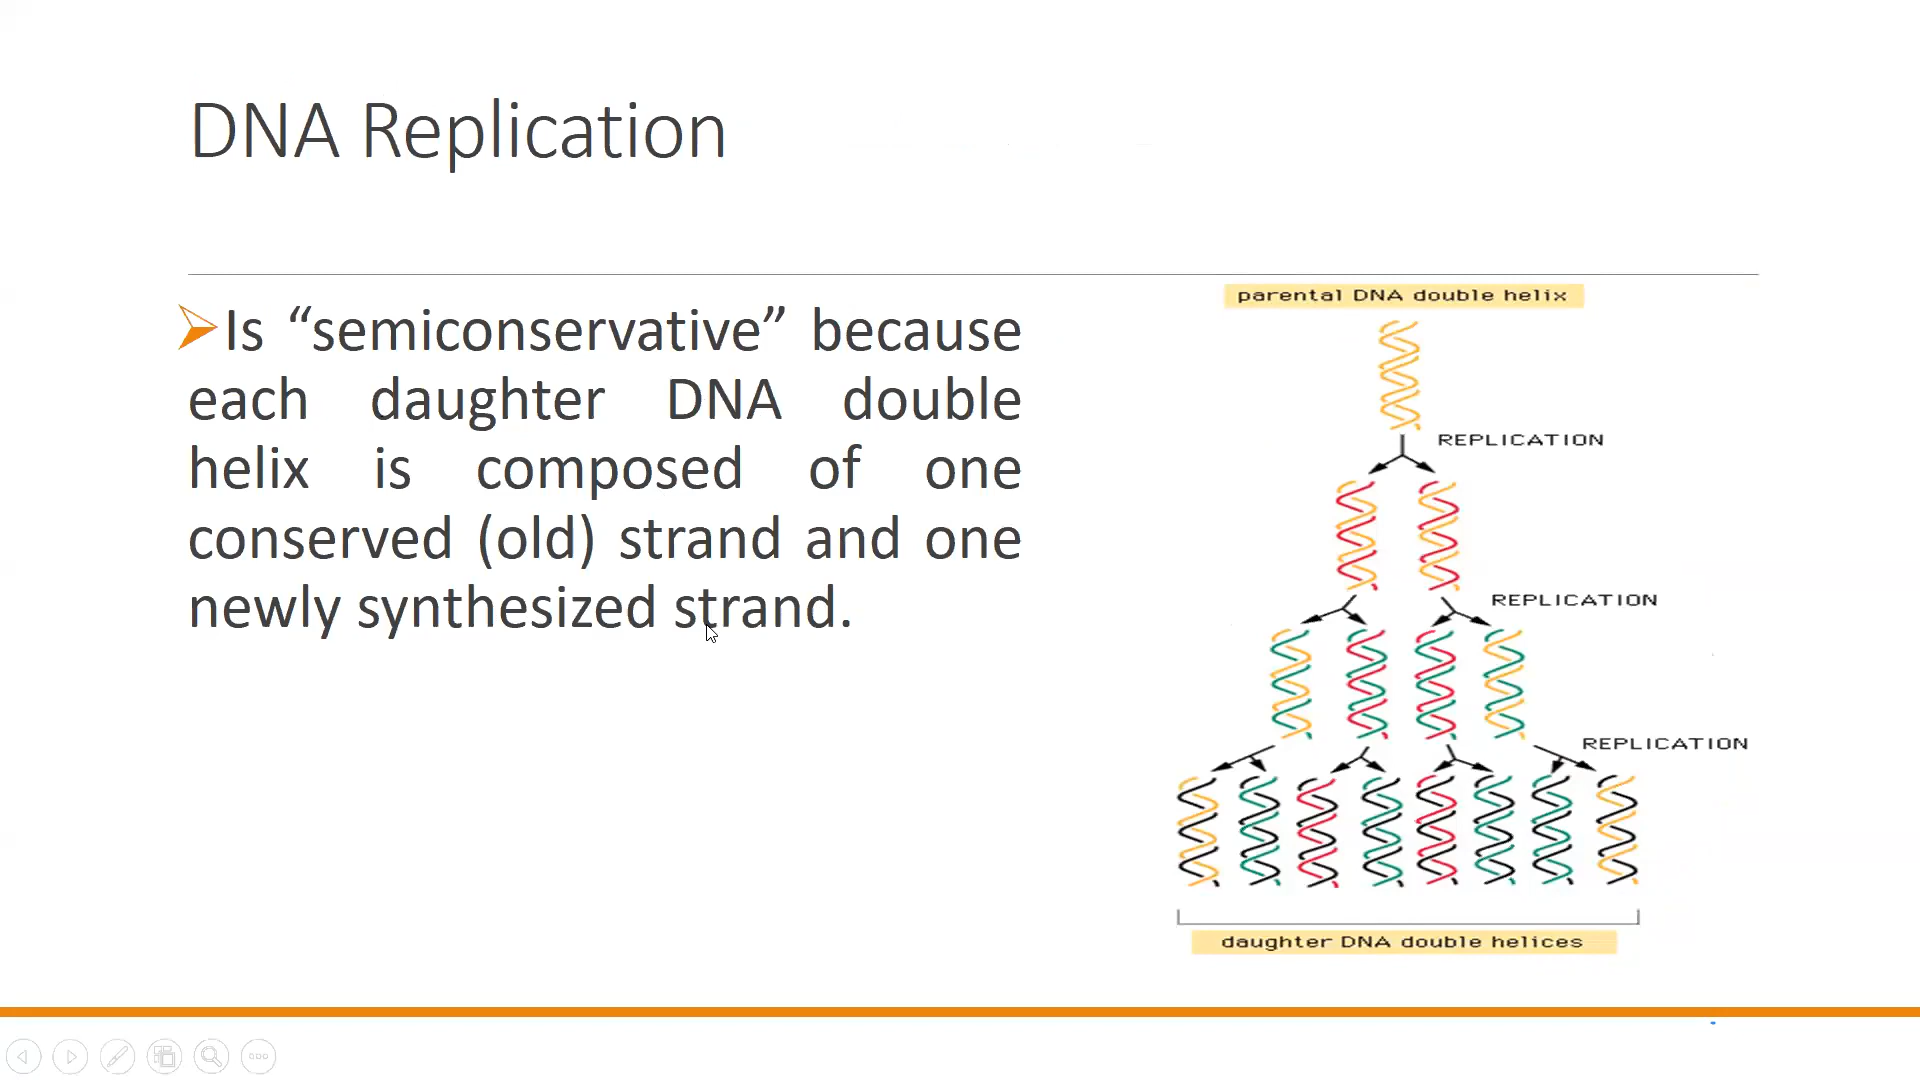 DNA Replication
Is “semiconservative” because
each daughter DNA double
helix is composed of one
conserved (old) strand and one
newly synthesized strand.
parental DNA double helix
REPLICATION
REPLICATION
REPLICATION
daughter DNA double helices